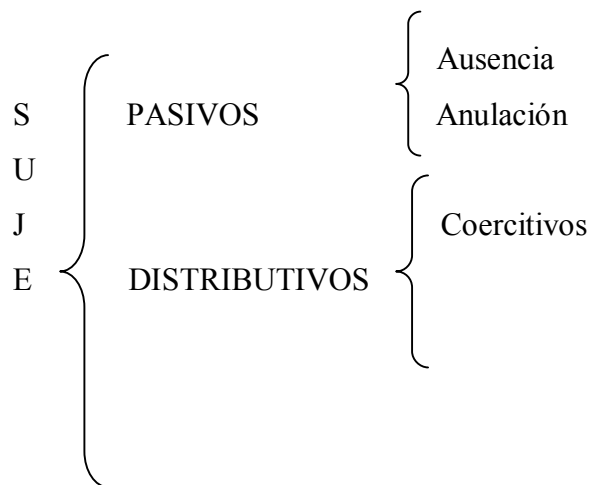 Ausencia
S PASIVOS Anulación
U
J Coercitivos
E DISTRIBUTIVOS